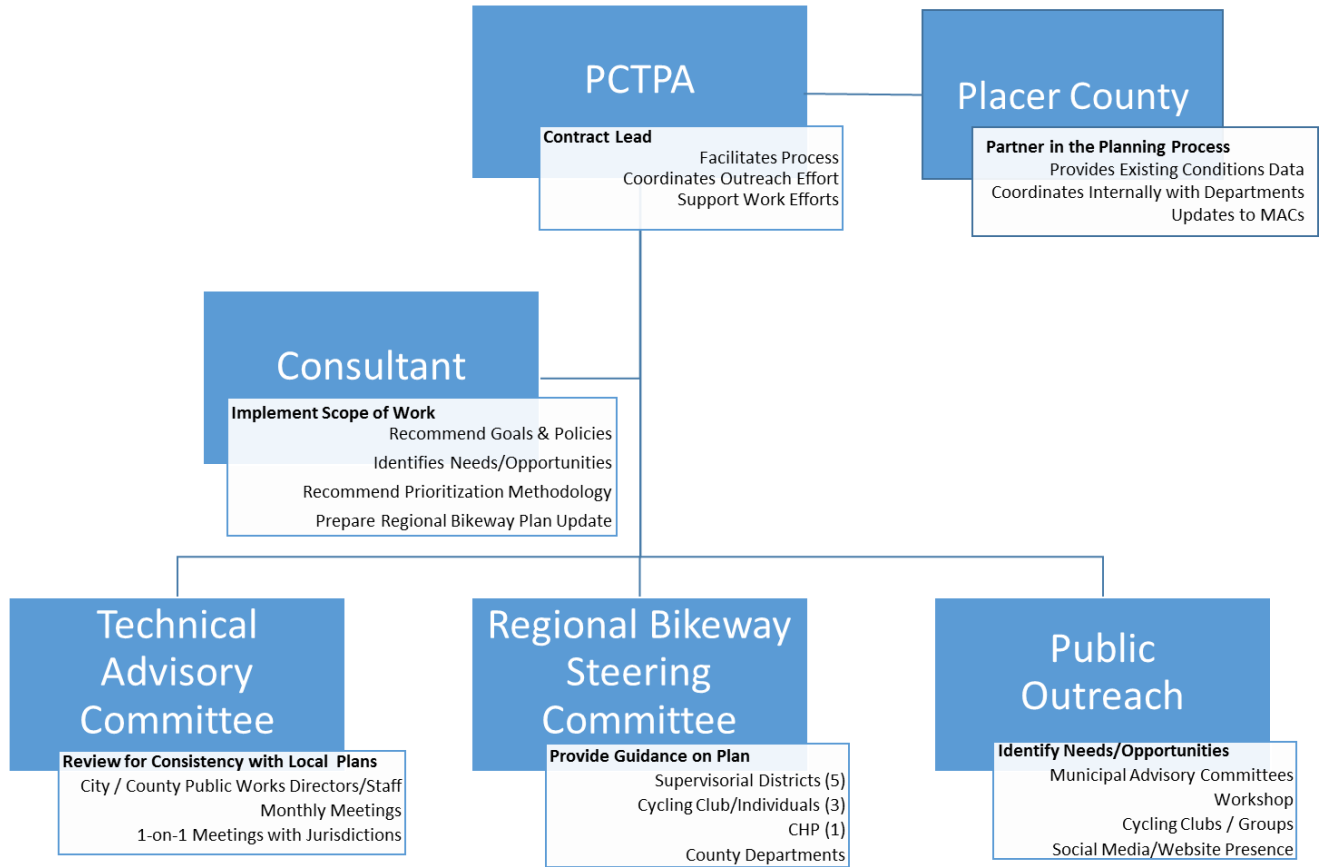 PCTPA
Contract Lead
Facilitates Process
Coordinates Outreach Effort
Support Work Efforts
Placer County
Partner in the Planning Process
Provides Existing Conditions Data
Coordinates Internally with Departments
Updates to MACs
Consultant
Implement Scope of Work
Recommend Goals & Policies
Identifies Needs/Opportunities
Recommend Prioritization Methodology
Prepare Regional Bikeway Plan Update
Technical
Advisory
Committee
Review for Consistency with Local Plans
City / County Public Works Directors/Staff
Monthly Meetings
1-on-1 Meetings with Jurisdictions
Regional Bikeway
Steering
Committee
Provide Guidance on Plan
Supervisorial Districts (5)
Cycling Club/Individuals (3)
CHP (1)
County Departments
Public
Outreach
Identify Needs/Opportunities
Municipal Advisory Committees
Workshop
Cycling Clubs / Groups
Social Media/Website Presence